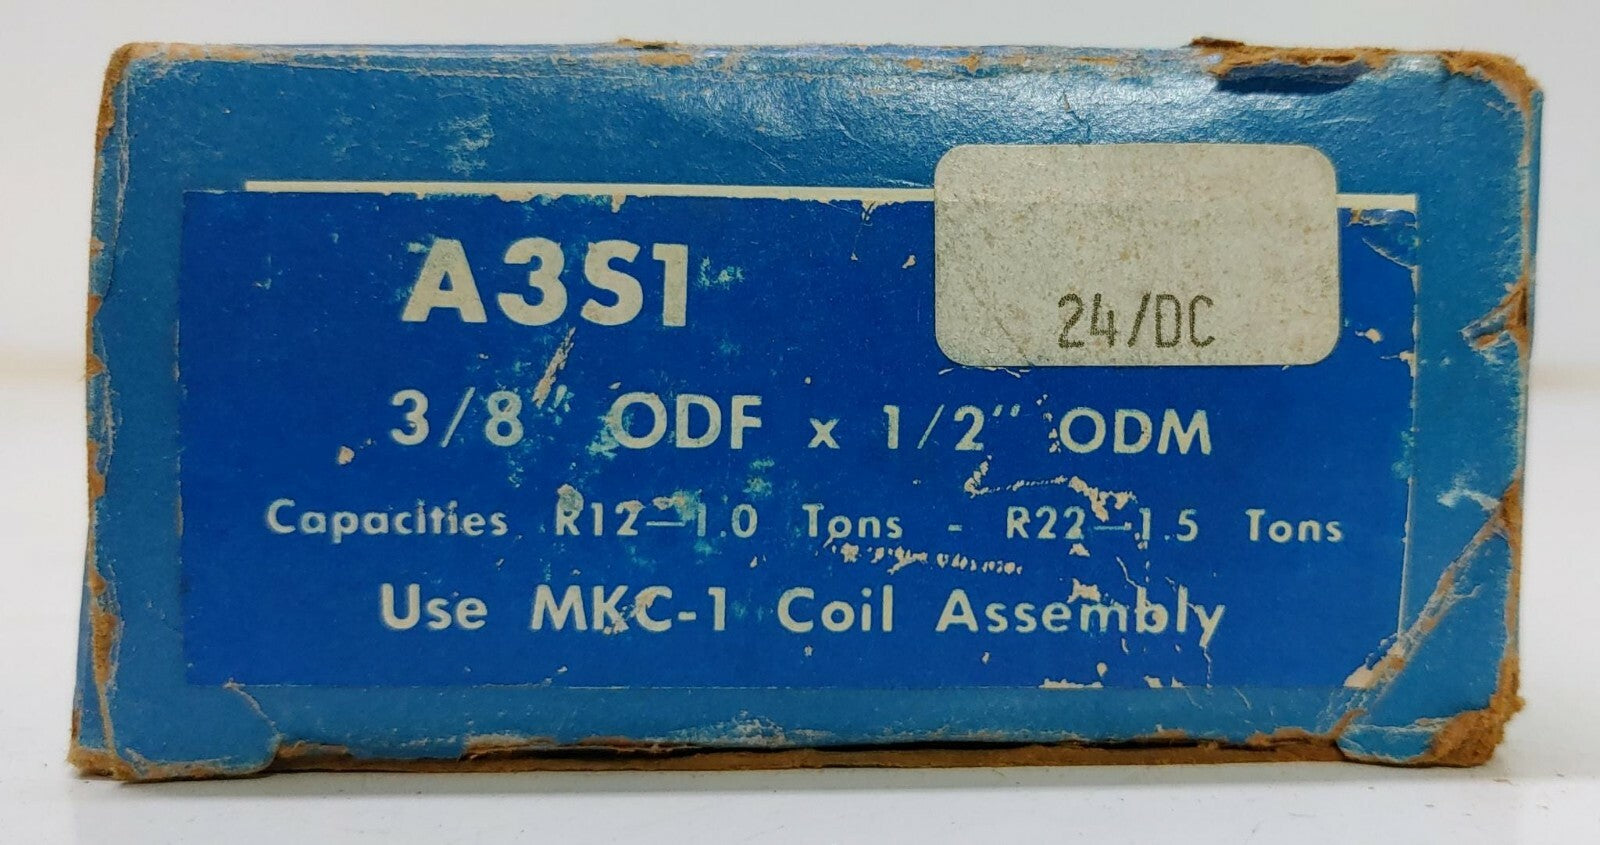 A3S1
24/DC
3/8" ODF x 1/2" ODM
Capacities R12—1.0 Tons - R22—1.5 Tons
Use MKC-1 Coil Assembly